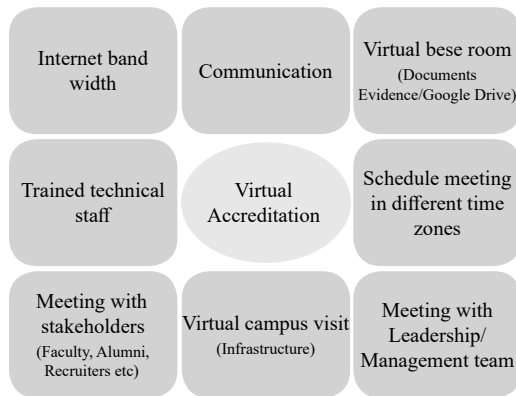 Internet band
width
Communication
Virtual bese room
(Documents
Evidence/Google Drive)
Trained technical
staff
Virtual
Accreditation
Schedule meeting
in different time
zones
Meeting with
stakeholders
(Faculty, Alumni,
Recruiters etc)
Virtual campus visit
(Infrastructure)
Meeting with
Leadership/
Management team